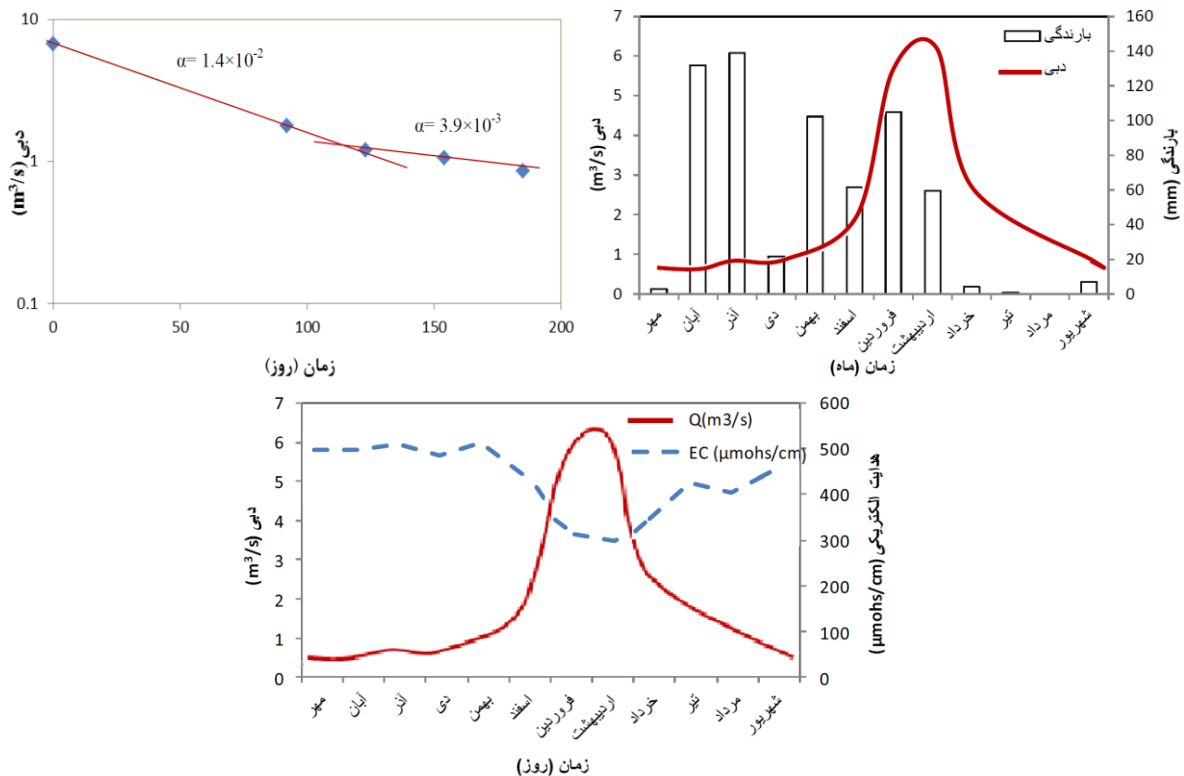 10
1
0.1
دبی (m³/s)
α= 1.4×10⁻²
α= 3.9×10⁻³
0
50
100
150
200
زمان (روز)
7
6
5
4
3
2
1
0
دبی (m³/s)
بارندگی
دبی
160
140
120
100
80
60
40
20
0
بارندگی (mm)
مهر
آبان
آذر
دی
بهمن
اسفند
فروردین
اردیبهشت
خرداد
تیر
مرداد
شهریور
زمان (ماه)
7
6
5
4
3
2
1
0
دبی (m³/s)
Q(m3/s)
EC (µmohs/cm)
600
500
400
300
200
100
0
هدایت الکتریکی (µmohs/cm)
مهر
آبان
آذر
دی
بهمن
اسفند
فروردین
اردیبهشت
خرداد
تیر
مرداد
شهریور
زمان (روز)